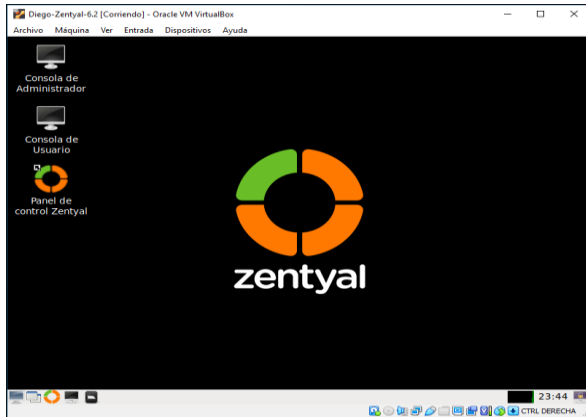 Diego-Zentyal-6.2 [Corriendo] - Oracle VM VirtualBox
Archivo Máquina Ver Entrada Dispositivos Ayuda
Consola de
Administrador
Consola de
Usuario
Panel de
control Zentyal
zentyal
23:44
CTRL DERECHA